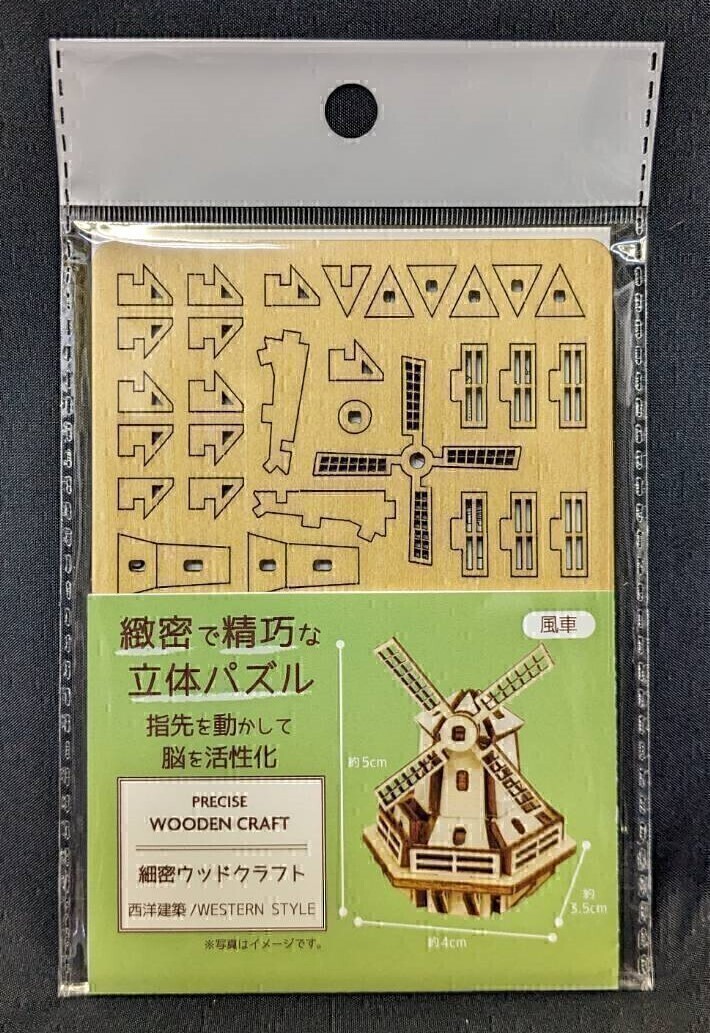 緻密で精巧な
立体パズル
指先を動かして
脳を活性化
PRECISE
WOODEN CRAFT
細密ウッドクラフト
西洋建築/WESTERN STYLE
※写真はイメージです。
風車
約5cm
約
3.5cm
約4cm